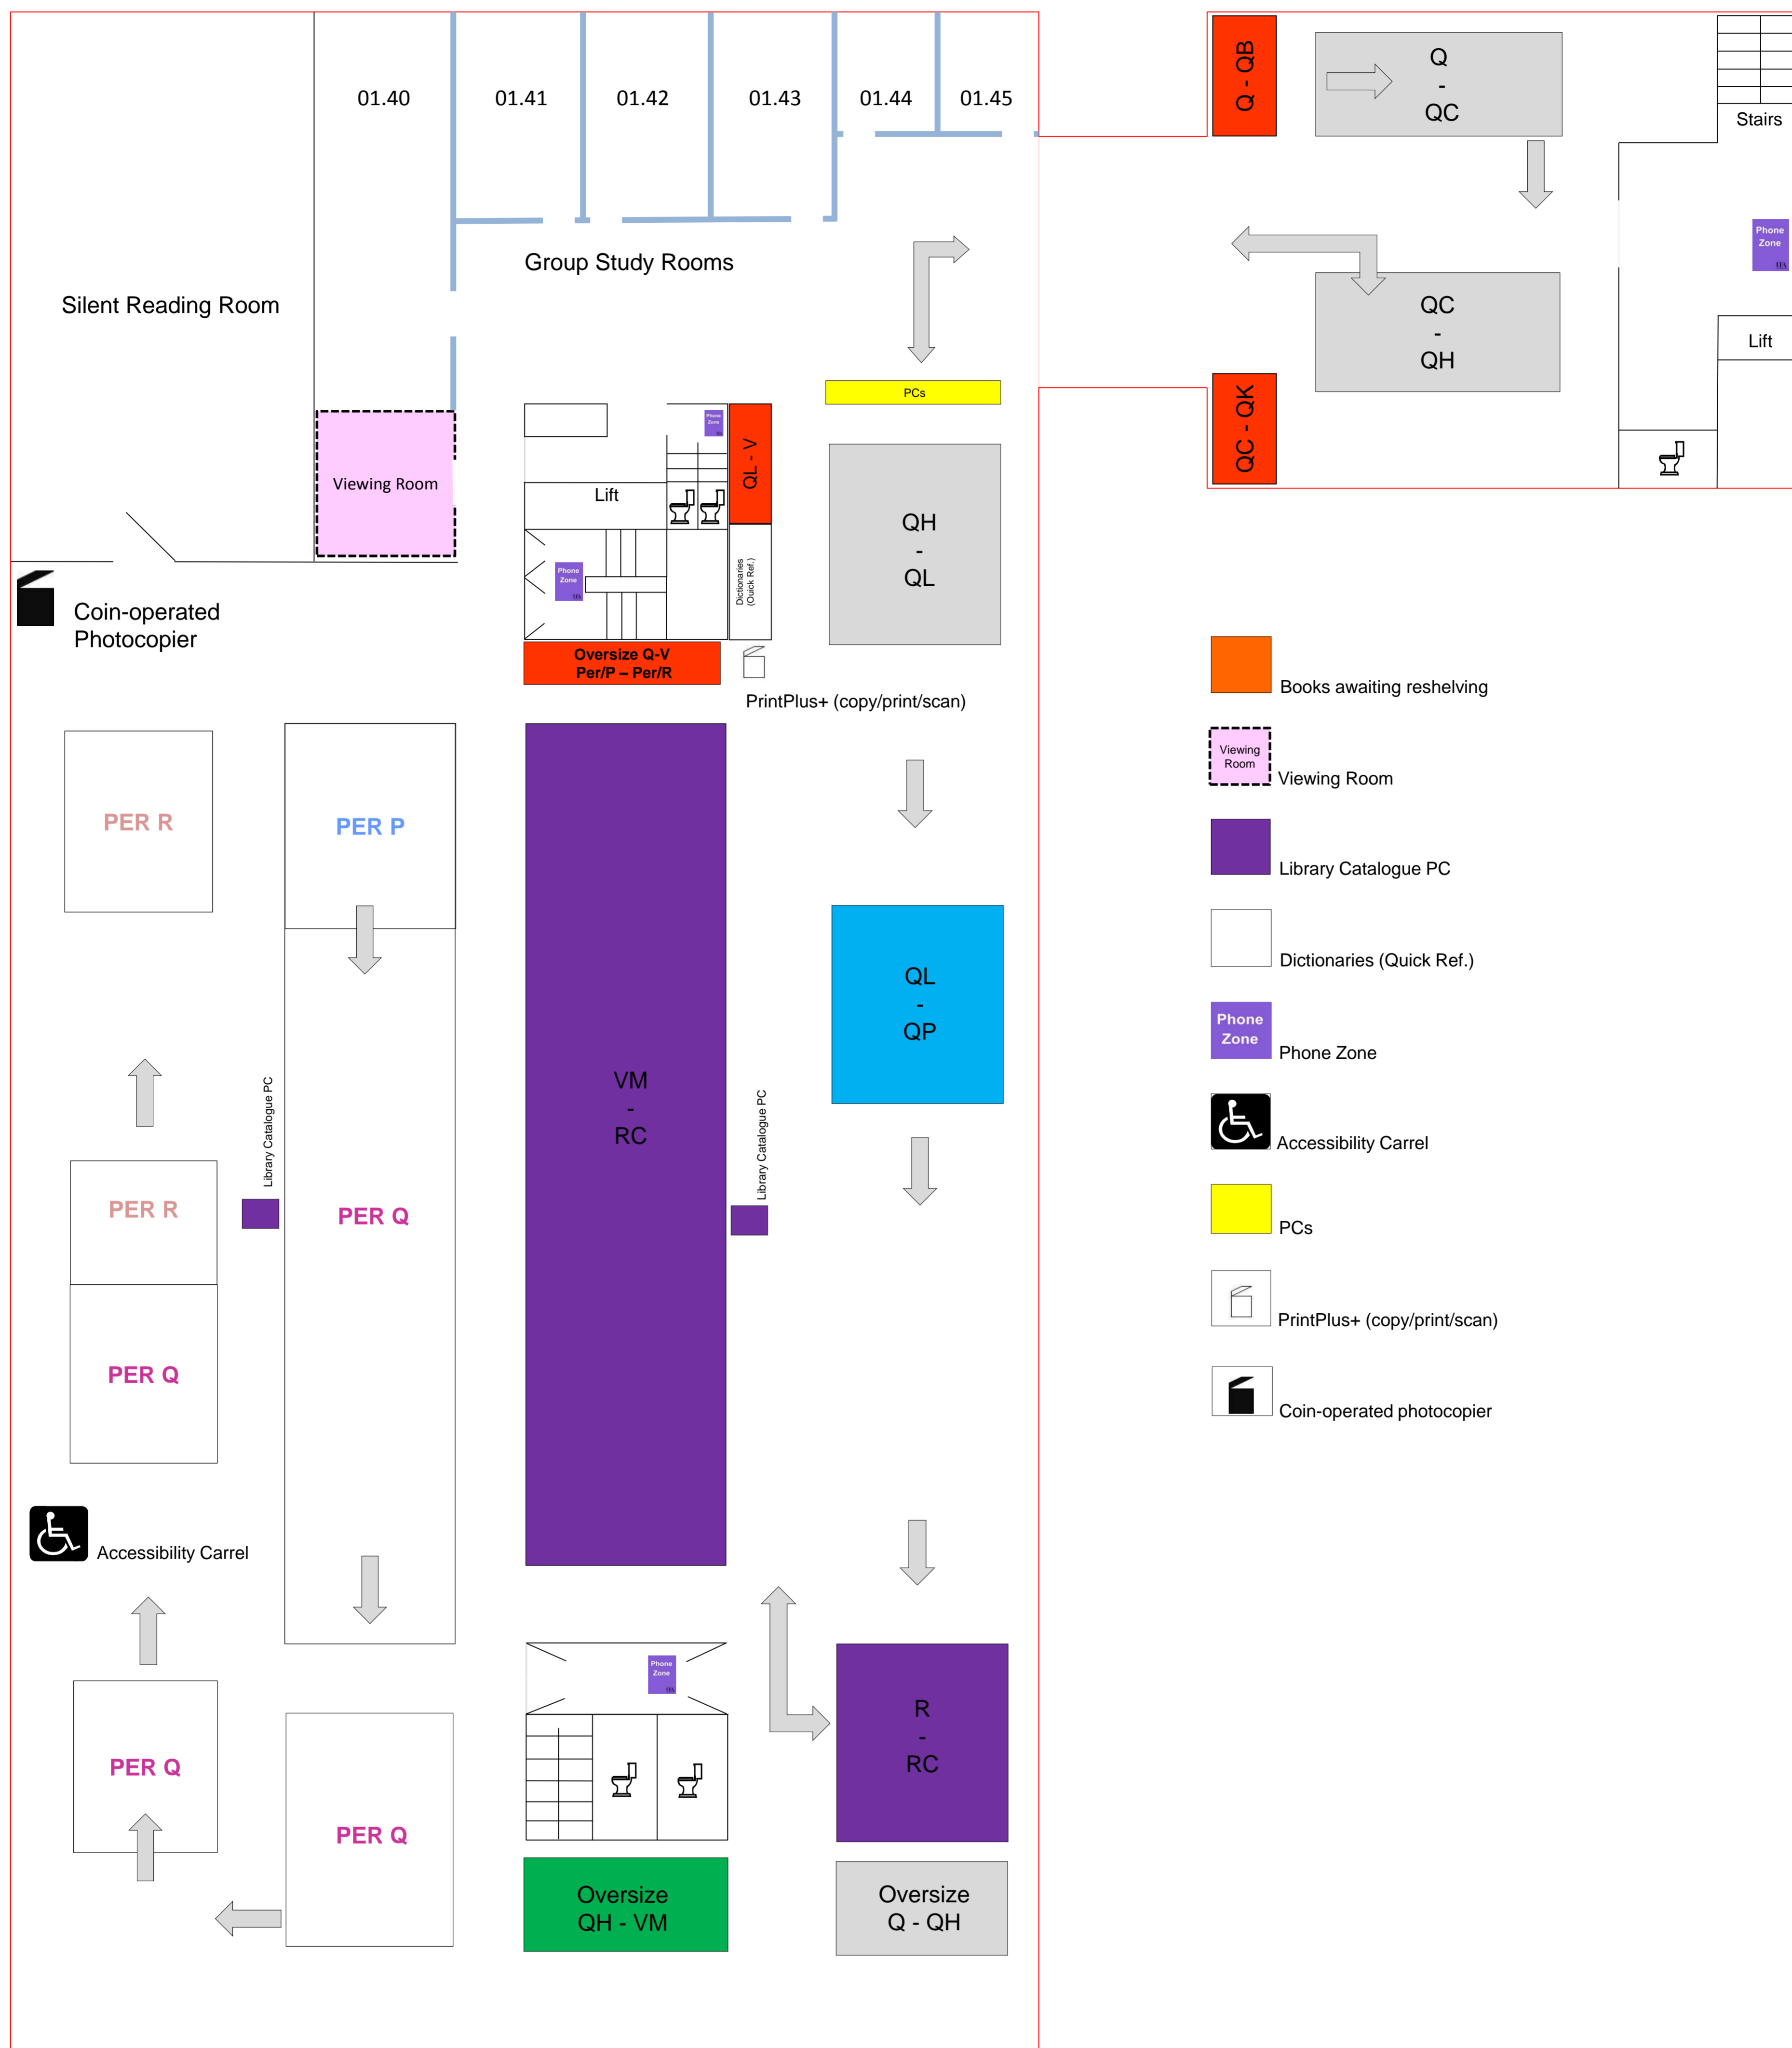 01.40
01.41
01.42
01.43
01.44
01.45
Q - QB
Q
-
QC
Stairs
Phone
Zone
UEA
Silent Reading Room
Group Study Rooms
QC
-
QH
Lift
QC - QK
PCs
Viewing Room
Phone
Zone
Lift
QL - V
QH
-
QL
Phone
Zone
UEA
Dictionaries
(Quick Ref.)
Coin-operated
Photocopier
Oversize Q-V
Per/P – Per/R
PrintPlus+ (copy/print/scan)
PER R
PER P
VM
-
RC
QL
-
QP
Library Catalogue PC
Library Catalogue PC
PER R
PER Q
PER Q
Accessibility Carrel
Phone
Zone
UEA
PER Q
PER Q
R
-
RC
Oversize
QH - VM
Oversize
Q - QH
Books awaiting reshelving
Viewing
Room
Viewing Room
Library Catalogue PC
Dictionaries (Quick Ref.)
Phone
Zone
Phone Zone
Accessibility Carrel
PCs
PrintPlus+ (copy/print/scan)
Coin-operated photocopier